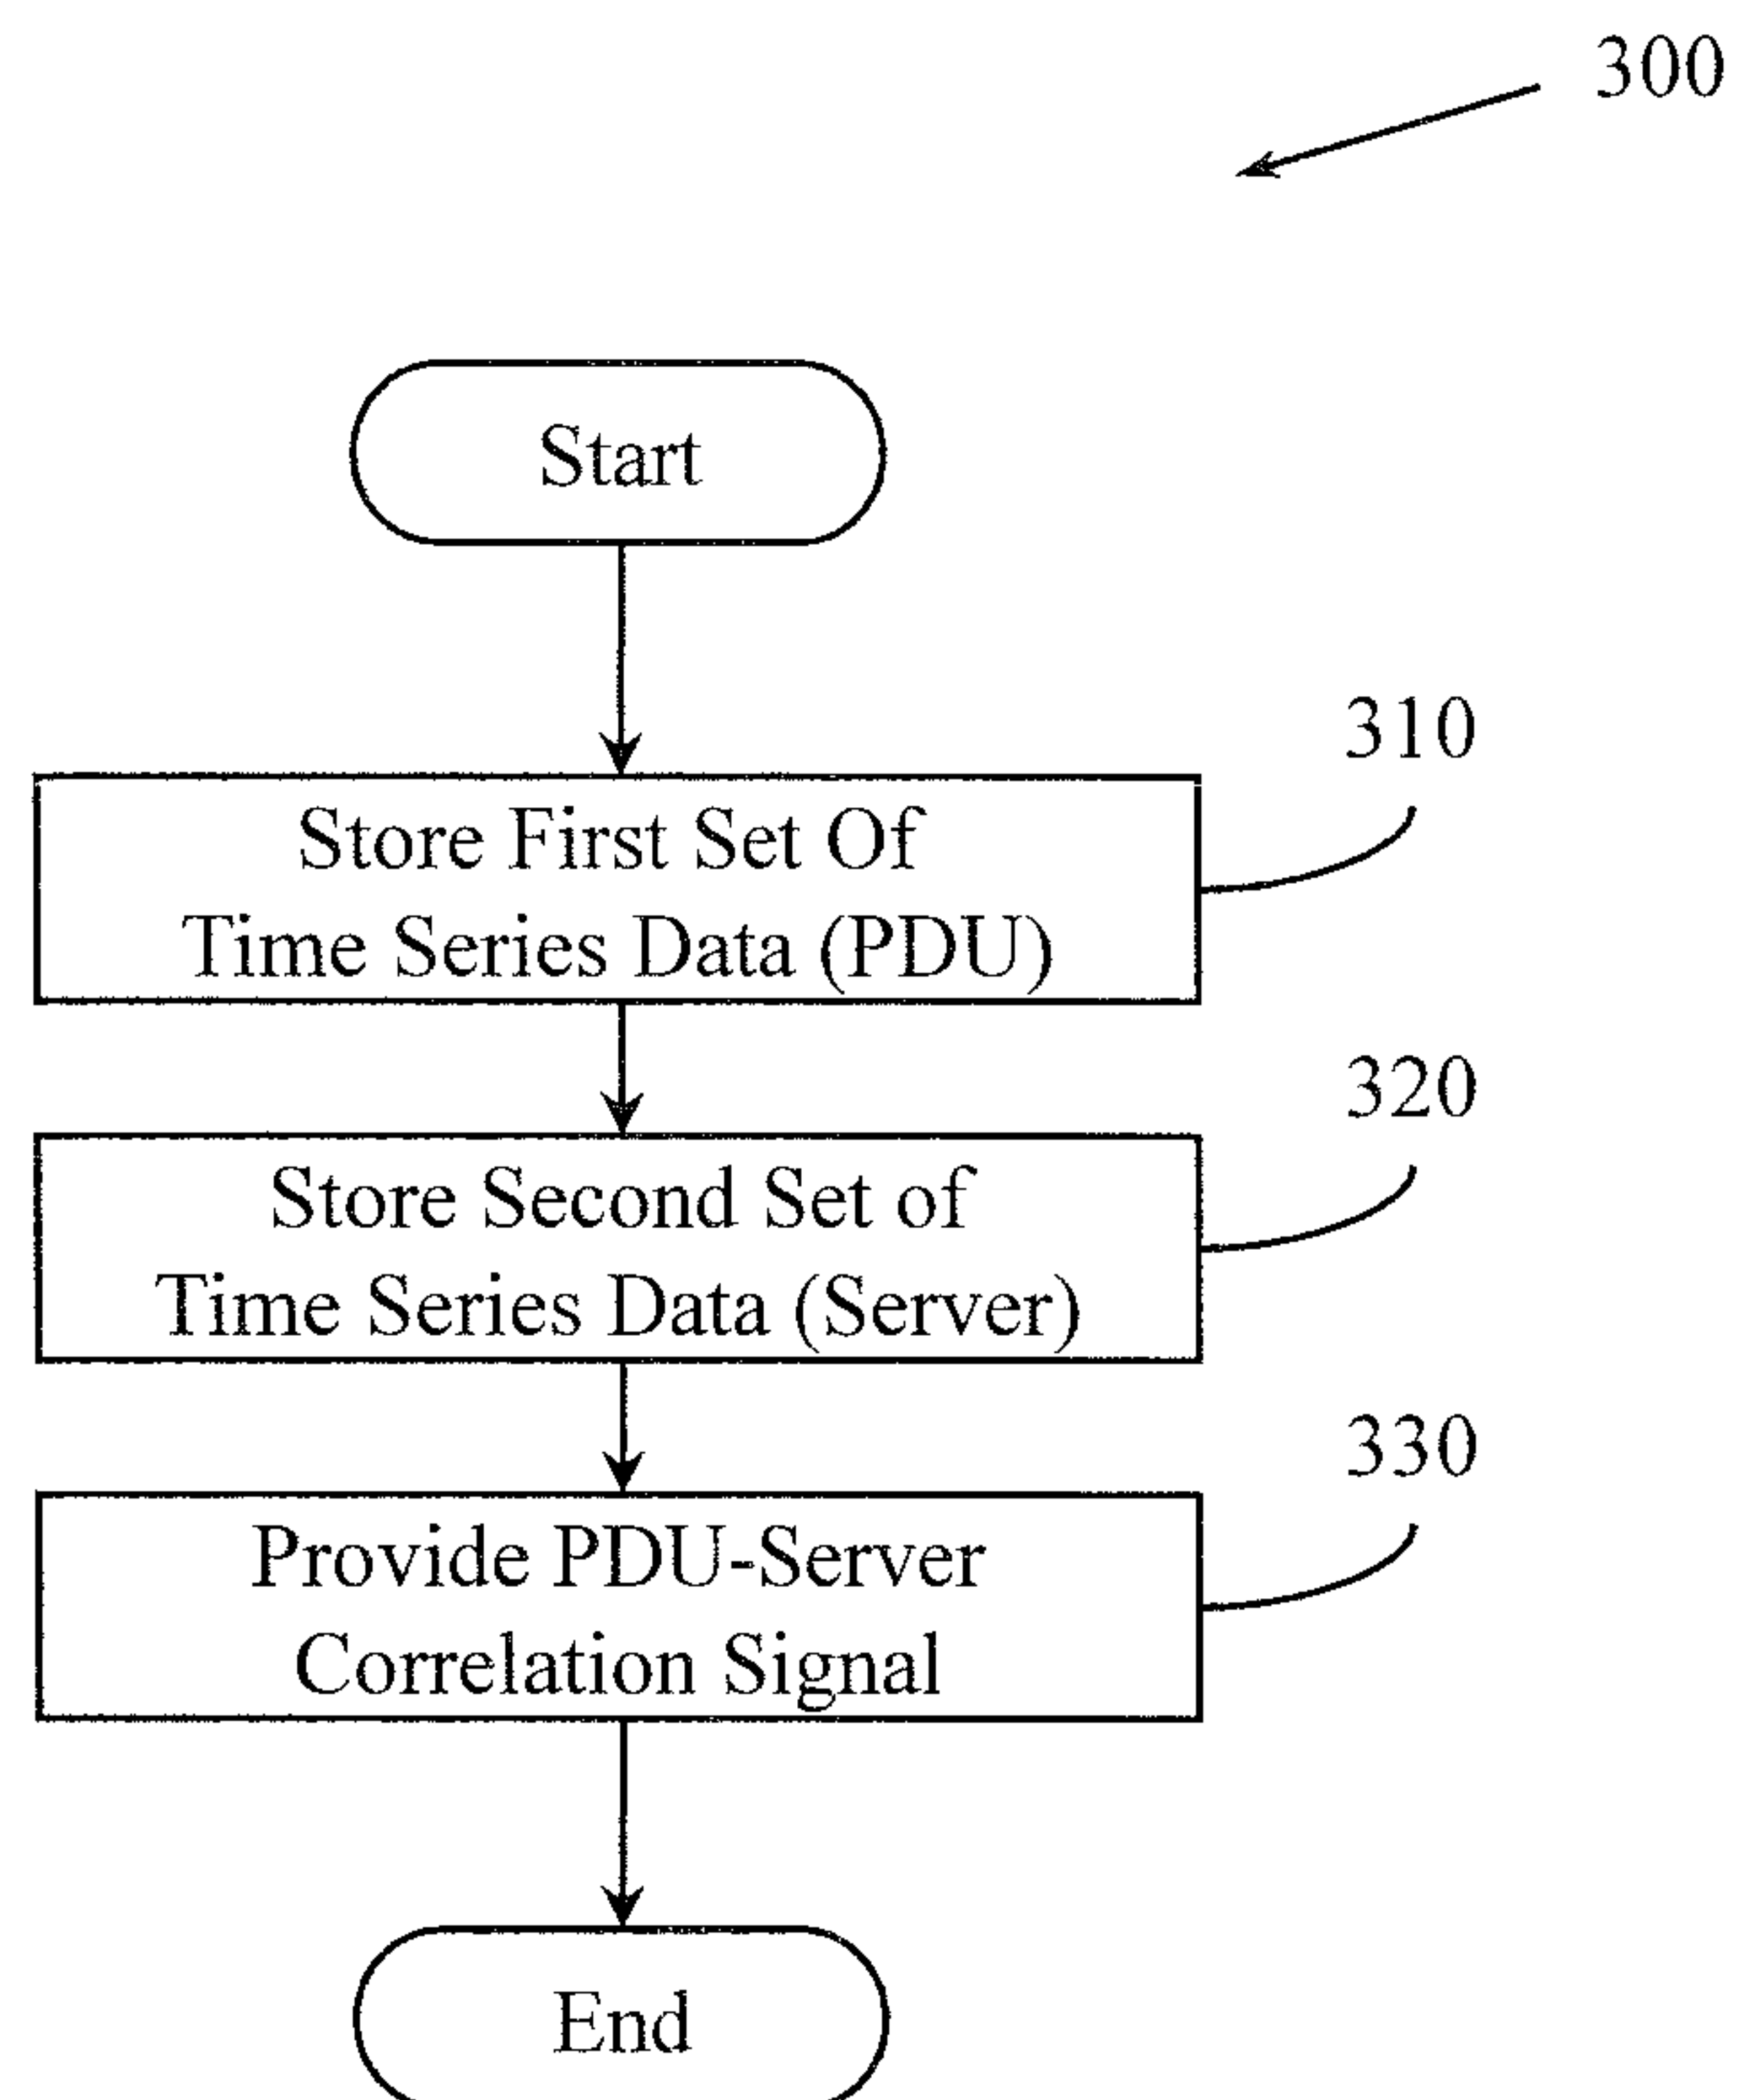 300
Start
310
Store First Set Of
Time Series Data (PDU)
320
Store Second Set of
Time Series Data (Server)
330
Provide PDU-Server
Correlation Signal
End